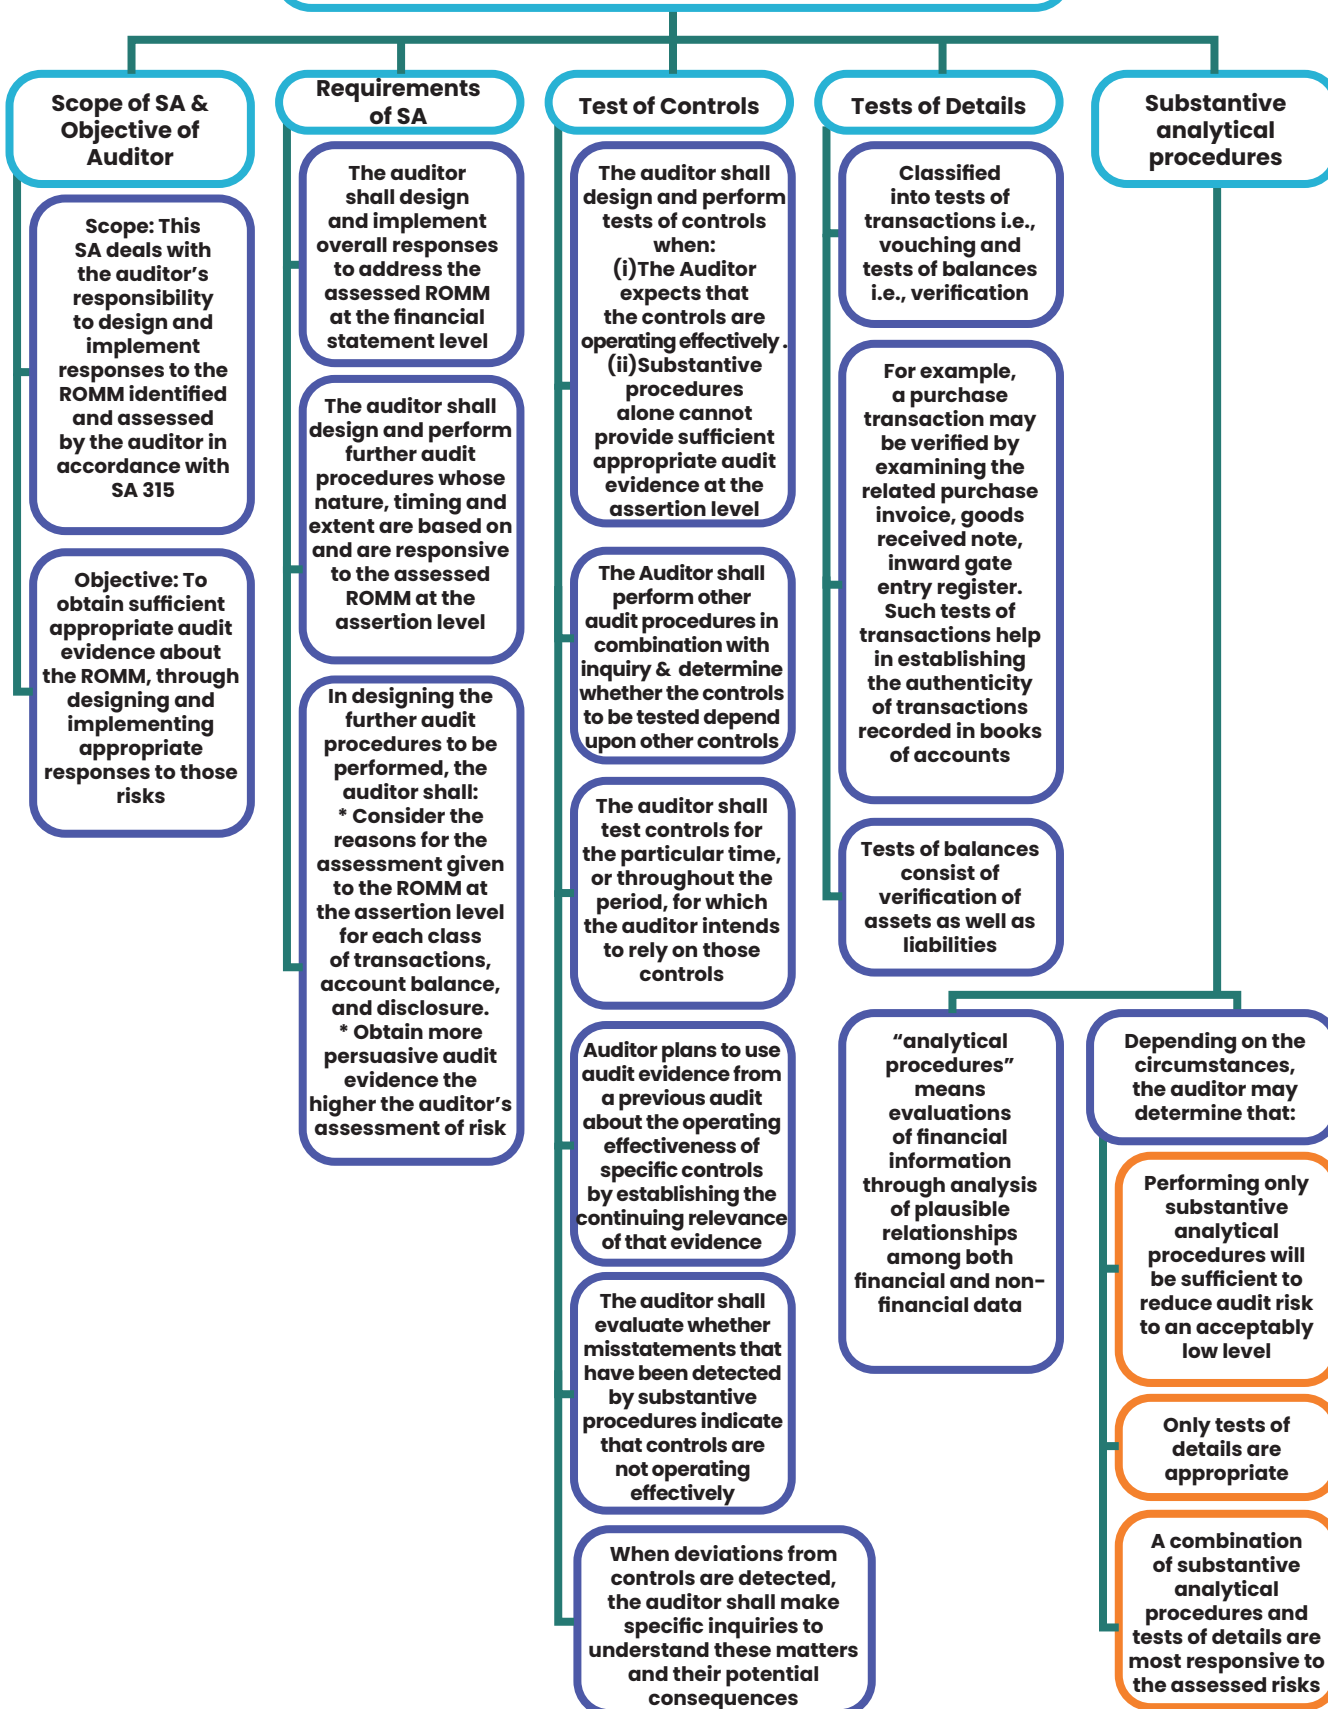 Scope of SA &
Objective of
Auditor
Scope: This
SA deals with
the auditor's
responsibility
to design and
implement
responses to the
ROMM identified
and assessed
by the auditor in
accordance with
SA 315
Objective: To
obtain sufficient
appropriate audit
evidence about
the ROMM, through
designing and
implementing
appropriate
responses to those
risks
Requirements
of SA
The auditor
shall design
and implement
overall responses
to address the
assessed ROMM
at the financial
statement level
The auditor shall
design and perform
further audit
procedures whose
nature, timing and
extent are based on
and are responsive
to the assessed
ROMM at the
assertion level
In designing the
further audit
procedures to be
performed, the
auditor shall:
* Consider the
reasons for the
assessment given
to the ROMM at
the assertion level
for each class
of transactions,
account balance,
and disclosure.
* Obtain more
persuasive audit
evidence the
higher the auditor's
assessment of risk
Test of Controls
The auditor shall
design and perform
tests of controls
when:
(i)The Auditor
expects that
the controls are
operating effectively .
(ii)Substantive
procedures
alone cannot
provide sufficient
appropriate audit
evidence at the
assertion level
The Auditor shall
perform other
audit procedures in
combination with
inquiry & determine
whether the controls
to be tested depend
upon other controls
The auditor shall
test controls for
the particular time,
or throughout the
period, for which
the auditor intends
to rely on those
controls
Auditor plans to use
audit evidence from
a previous audit
about the operating
effectiveness of
specific controls
by establishing the
continuing relevance
of that evidence
The auditor shall
evaluate whether
misstatements that
have been detected
by substantive
procedures indicate
that controls are
not operating
effectively
When deviations from
controls are detected,
the auditor shall make
specific inquiries to
understand these matters
and their potential
consequences
Tests of Details
Classified
into tests of
transactions i.e.,
vouching and
tests of balances
i.e., verification
For example,
a purchase
transaction may
be verified by
examining the
related purchase
invoice, goods
received note,
inward gate
entry register.
Such tests of
transactions help
in establishing
the authenticity
of transactions
recorded in books
of accounts
Tests of balances
consist of
verification of
assets as well as
liabilities
Substantive
analytical
procedures
“analytical
procedures”
means
evaluations
of financial
information
through analysis
of plausible
relationships
among both
financial and non-
financial data
Depending on the
circumstances,
the auditor may
determine that:
Performing only
substantive
analytical
procedures will
be sufficient to
reduce audit risk
to an acceptably
low level
Only tests of
details are
appropriate
A combination
of substantive
analytical
procedures and
tests of details are
most responsive to
the assessed risks